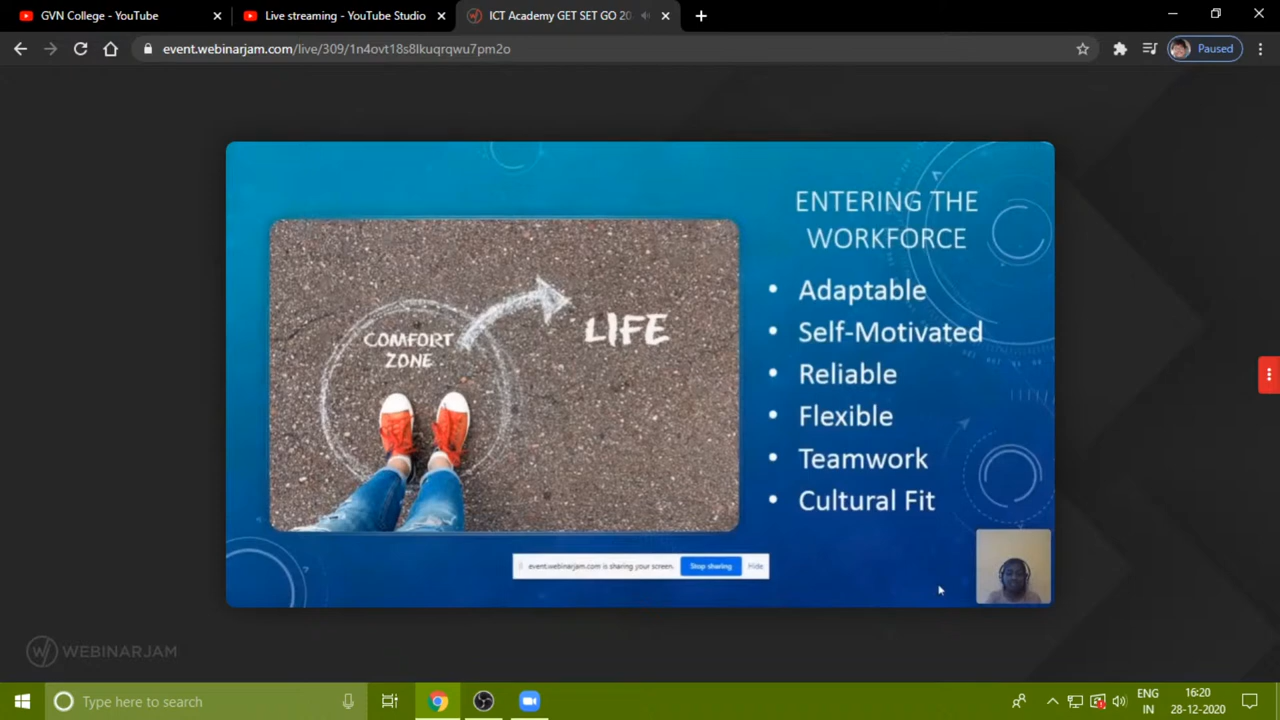 GVN College - YouTube
Live streaming - YouTube Studio
ICT Academy GET SET GO 20
event.webinarjam.com/live/309/1n4ovt18s8lkuqrqwu7pm2o
Paused
ENTERING THE
WORKFORCE
• Adaptable
• Self-Motivated
• Reliable
• Flexible
• Teamwork
• Cultural Fit
COMFORT
ZONE
LIFE
event.webinarjam.com is sharing your screen.
Stop sharing
Hide
WEBINARJAM
Type here to search
ENG
IN
16:20
28-12-2020